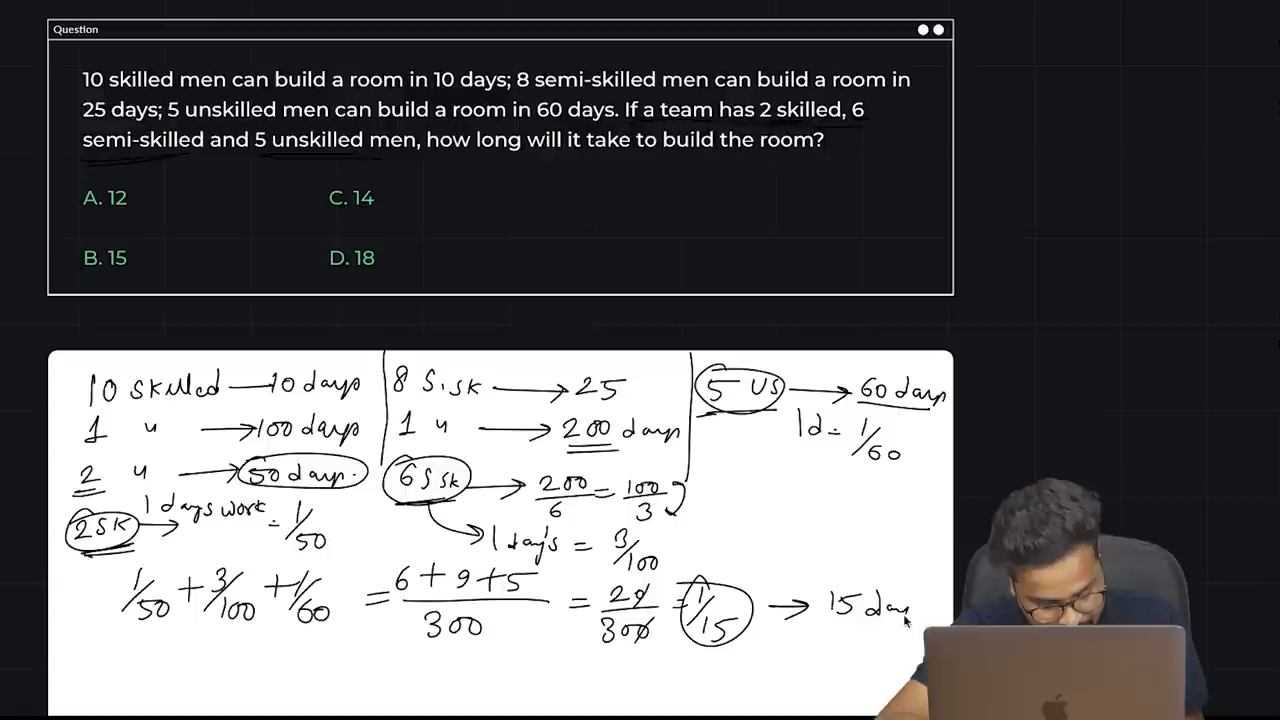 Question
10 skilled men can build a room in 10 days; 8 semi-skilled men can build a room in
25 days; 5 unskilled men can build a room in 60 days. If a team has 2 skilled, 6
semi-skilled and 5 unskilled men, how long will it take to build the room?
A. 12
C. 14
B. 15
D. 18
10 skilled → 10 days
1 " → 100 days
2 " → 50 days.
2 SK → 1 days work = 1/50
8 S.SK → 25
1 " → 200 days
6 S SK → 200/6 = 100/3
1 day's = 3/100
5 US → 60 days
1d = 1/60
1/50 + 3/100 + 1/60 = 6 + 9 + 5 / 300 = 20/300 = 1/15 → 15 day